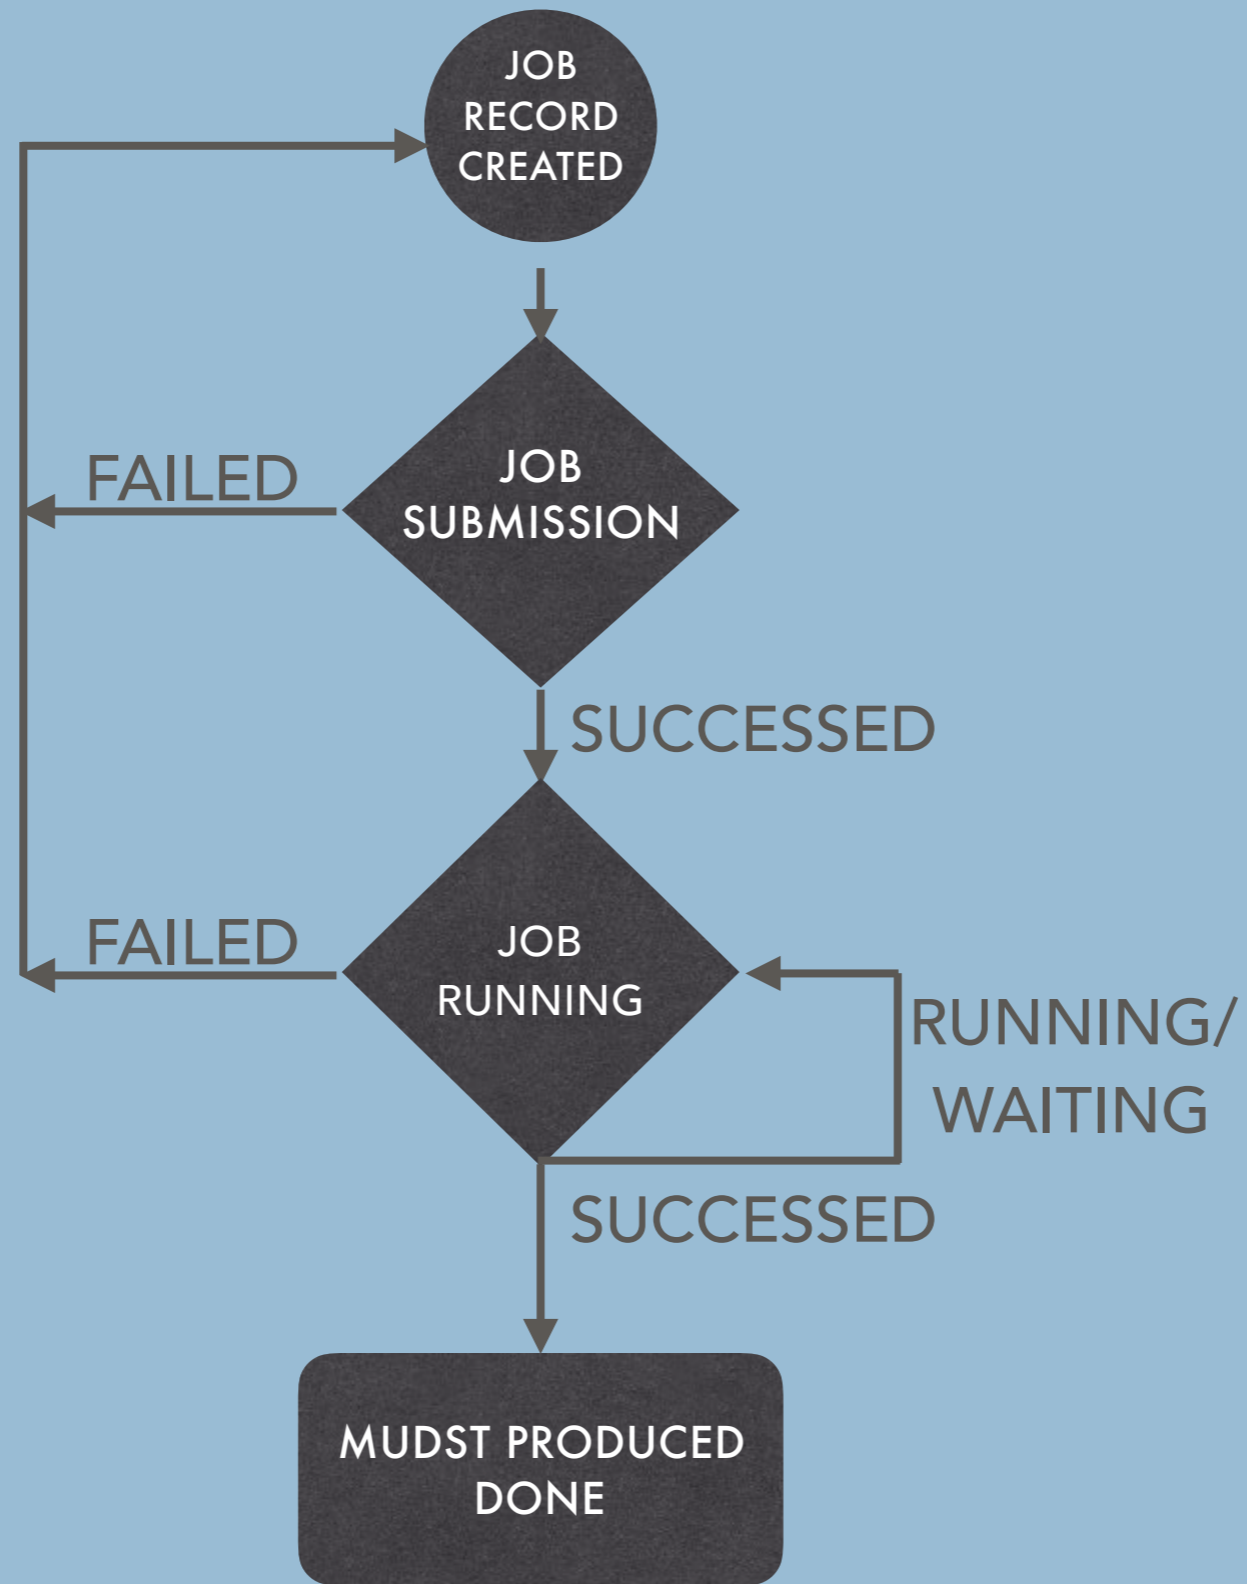 JOB
RECORD
CREATED
FAILED
JOB
SUBMISSION
SUCCESSED
FAILED
JOB
RUNNING
RUNNING/
WAITING
SUCCESSED
MUDST PRODUCED
DONE